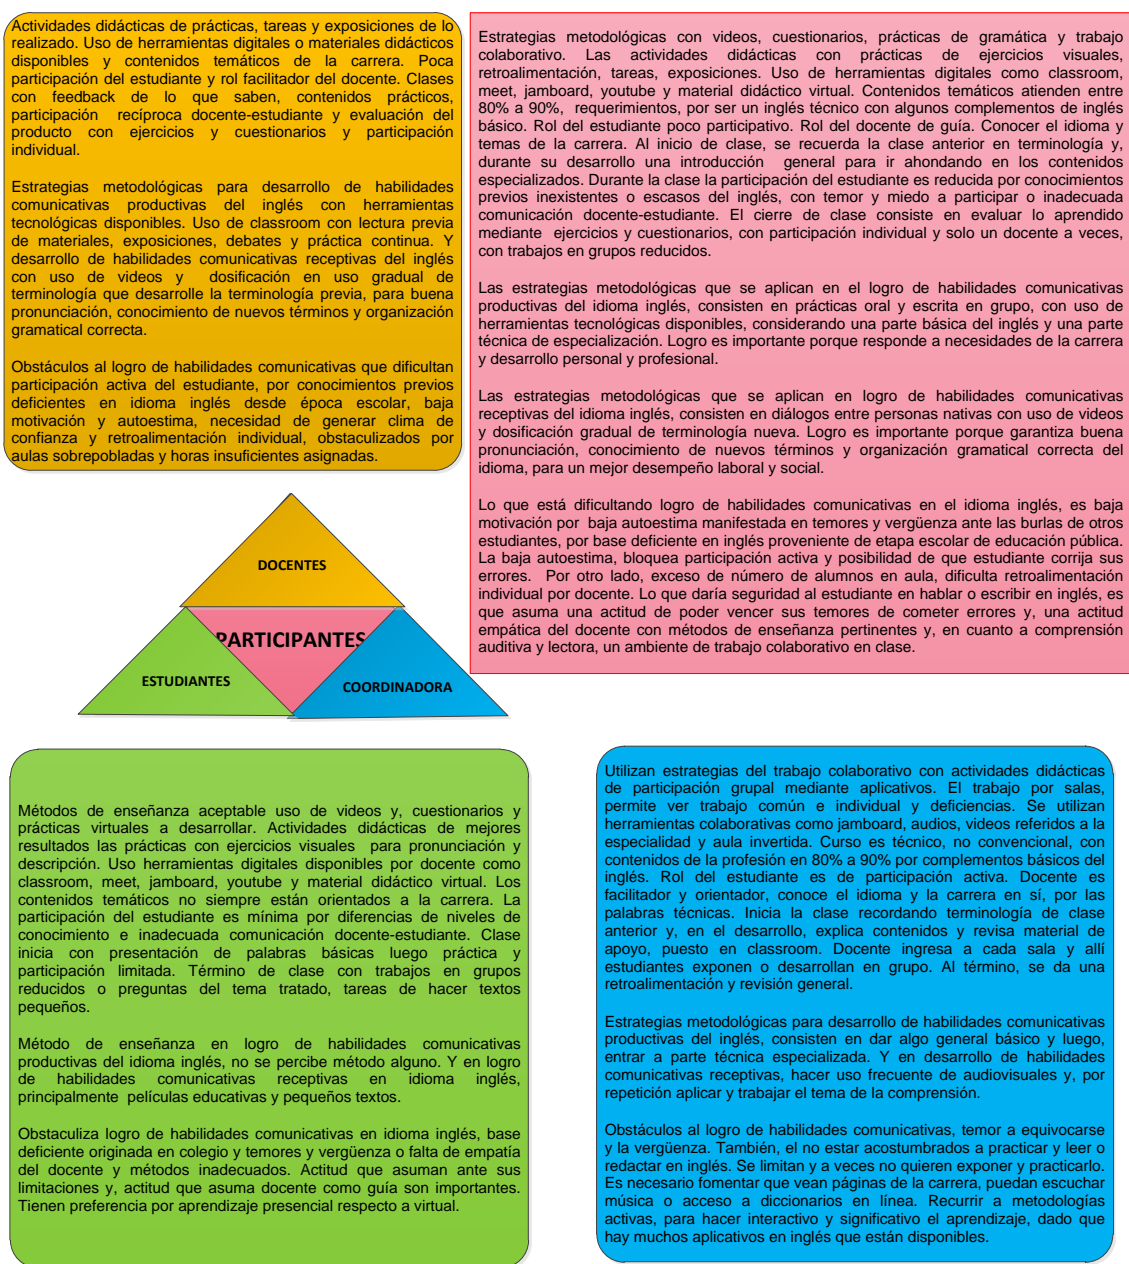 Actividades didácticas de prácticas, tareas y exposiciones de lo
realizado. Uso de herramientas digitales o materiales didácticos
disponibles y contenidos temáticos de la carrera. Poca
participación del estudiante y rol facilitador del docente. Clases
con feedback de lo que saben, contenidos prácticos,
participación recíproca docente-estudiante y evaluación del
producto con ejercicios y cuestionarios y participación
individual.
Estrategias metodológicas para desarrollo de habilidades
comunicativas productivas del inglés con herramientas
tecnológicas disponibles. Uso de classroom con lectura previa
de materiales, exposiciones, debates y práctica continua. Y
desarrollo de habilidades comunicativas receptivas del inglés
con uso de videos y dosificación en uso gradual de
terminología que desarrolle la terminología previa, para buena
pronunciación, conocimiento de nuevos términos y organización
gramatical correcta.
Obstáculos al logro de habilidades comunicativas que dificultan
participación activa del estudiante, por conocimientos previos
deficientes en idioma inglés desde época escolar, baja
motivación y autoestima, necesidad de generar clima de
confianza y retroalimentación individual, obstaculizados por
aulas sobrepobladas y horas insuficientes asignadas.
Estrategias metodológicas con videos, cuestionarios, prácticas de gramática y trabajo
colaborativo. Las actividades didácticas con prácticas de ejercicios visuales,
retroalimentación, tareas, exposiciones. Uso de herramientas digitales como classroom,
meet, jamboard, youtube y material didáctico virtual. Contenidos temáticos atienden entre
80% a 90%, requerimientos, por ser un inglés técnico con algunos complementos de inglés
básico. Rol del estudiante poco participativo. Rol del docente de guía. Conocer el idioma y
temas de la carrera. Al inicio de clase, se recuerda la clase anterior en terminología y,
durante su desarrollo una introducción general para ir ahondando en los contenidos
especializados. Durante la clase la participación del estudiante es reducida por conocimientos
previos inexistentes o escasos del inglés, con temor y miedo a participar o inadecuada
comunicación docente-estudiante. El cierre de clase consiste en evaluar lo aprendido
mediante ejercicios y cuestionarios, con participación individual y solo un docente a veces,
con trabajos en grupos reducidos.
Las estrategias metodológicas que se aplican en el logro de habilidades comunicativas
productivas del idioma inglés, consisten en prácticas oral y escrita en grupo, con uso de
herramientas tecnológicas disponibles, considerando una parte básica del inglés y una parte
técnica de especialización. Logro es importante porque responde a necesidades de la carrera
y desarrollo personal y profesional.
Las estrategias metodológicas que se aplican en logro de habilidades comunicativas
receptivas del idioma inglés, consisten en diálogos entre personas nativas con uso de videos
y dosificación gradual de terminología nueva. Logro es importante porque garantiza buena
pronunciación, conocimiento de nuevos términos y organización gramatical correcta del
idioma, para un mejor desempeño laboral y social.
Lo que está dificultando logro de habilidades comunicativas en el idioma inglés, es baja
motivación por baja autoestima manifestada en temores y vergüenza ante las burlas de otros
estudiantes, por base deficiente en inglés proveniente de etapa escolar de educación pública.
La baja autoestima, bloquea participación activa y posibilidad de que estudiante corrija sus
errores. Por otro lado, exceso de número de alumnos en aula, dificulta retroalimentación
individual por docente. Lo que daría seguridad al estudiante en hablar o escribir en inglés, es
que asuma una actitud de poder vencer sus temores de cometer errores y, una actitud
empática del docente con métodos de enseñanza pertinentes y, en cuanto a comprensión
auditiva y lectora, un ambiente de trabajo colaborativo en clase.
DOCENTES
PARTICIPANTES
ESTUDIANTES
COORDINADORA
Métodos de enseñanza aceptable uso de videos y, cuestionarios y
prácticas virtuales a desarrollar. Actividades didácticas de mejores
resultados las prácticas con ejercicios visuales para pronunciación y
descripción. Uso herramientas digitales disponibles por docente como
classroom, meet, jamboard, youtube y material didáctico virtual. Los
contenidos temáticos no siempre están orientados a la carrera. La
participación del estudiante es mínima por diferencias de niveles de
conocimiento e inadecuada comunicación docente-estudiante. Clase
inicia con presentación de palabras básicas luego práctica y
participación limitada. Término de clase con trabajos en grupos
reducidos o preguntas del tema tratado, tareas de hacer textos
pequeños.
Método de enseñanza en logro de habilidades comunicativas
productivas del idioma inglés, no se percibe método alguno. Y en logro
de habilidades comunicativas receptivas en idioma inglés,
principalmente películas educativas y pequeños textos.
Obstaculiza logro de habilidades comunicativas en idioma inglés, base
deficiente originada en colegio y temores y vergüenza o falta de empatía
del docente y métodos inadecuados. Actitud que asuman ante sus
limitaciones y, actitud que asuma docente como guía son importantes.
Tienen preferencia por aprendizaje presencial respecto a virtual.
Utilizan estrategias del trabajo colaborativo con actividades didácticas
de participación grupal mediante aplicativos. El trabajo por salas,
permite ver trabajo común e individual y deficiencias. Se utilizan
herramientas colaborativas como jamboard, audios, videos referidos a la
especialidad y aula invertida. Curso es técnico, no convencional, con
contenidos de la profesión en 80% a 90% por complementos básicos del
inglés. Rol del estudiante es de participación activa. Docente es
facilitador y orientador, conoce el idioma y la carrera en sí, por las
palabras técnicas. Inicia la clase recordando terminología de clase
anterior y, en el desarrollo, explica contenidos y revisa material de
apoyo, puesto en classroom. Docente ingresa a cada sala y allí
estudiantes exponen o desarrollan en grupo. Al término, se da una
retroalimentación y revisión general.
Estrategias metodológicas para desarrollo de habilidades comunicativas
productivas del inglés, consisten en dar algo general básico y luego,
entrar a parte técnica especializada. Y en desarrollo de habilidades
comunicativas receptivas, hacer uso frecuente de audiovisuales y, por
repetición aplicar y trabajar el tema de la comprensión.
Obstáculos al logro de habilidades comunicativas, temor a equivocarse
y la vergüenza. También, el no estar acostumbrados a practicar y leer o
redactar en inglés. Se limitan y a veces no quieren exponer y practicarlo.
Es necesario fomentar que vean páginas de la carrera, puedan escuchar
música o acceso a diccionarios en línea. Recurrir a metodologías
activas, para hacer interactivo y significativo el aprendizaje, dado que
hay muchos aplicativos en inglés que están disponibles.